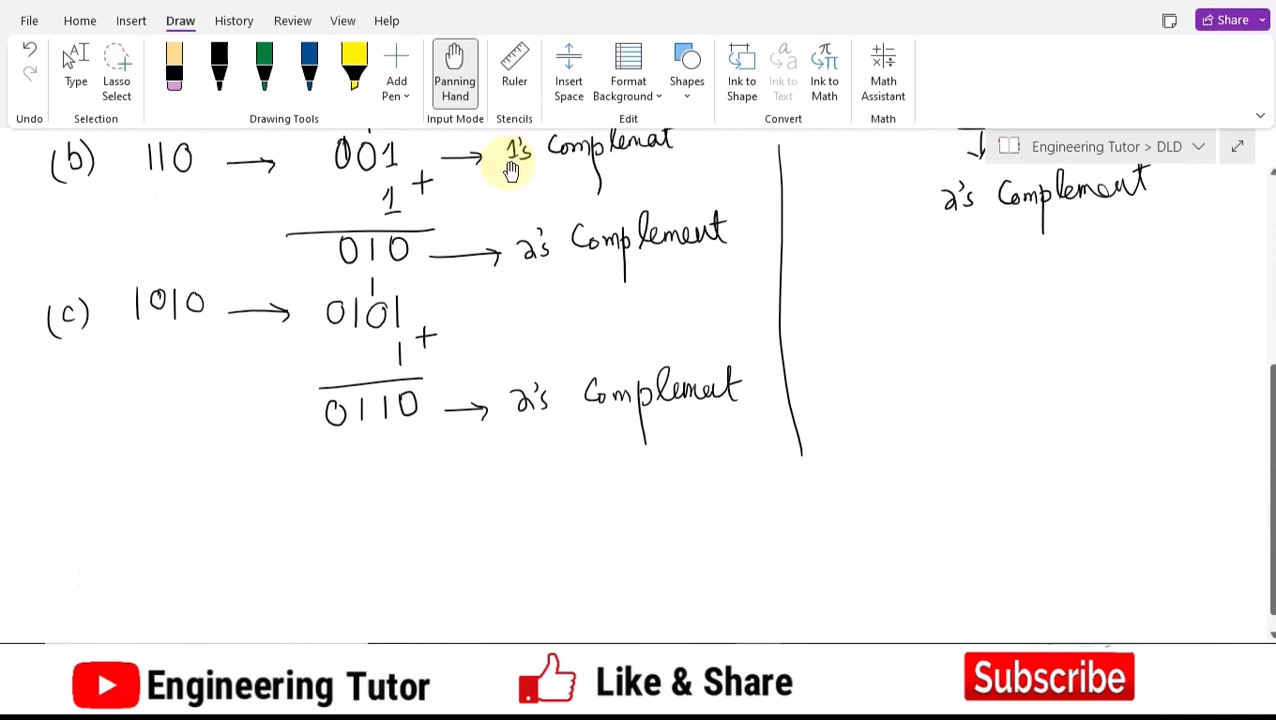 File Home Insert Draw History Review View Help Share
Type Lasso Select Add Pen Panning Hand Ruler Insert Space Format Background Shapes Ink to Shape Ink to Text Ink to Math Math Assistant
Undo Selection Drawing Tools Input Mode Stencils Edit Convert Math
Engineering Tutor > DLD
(b) 110 → 001 → 1's Complemat
1 +
010 → 2's Complement
(c) 1010 → 0101
1
1 +
0110 → 2's Complemeut
2's Complement
Engineering Tutor Like & Share Subscribe